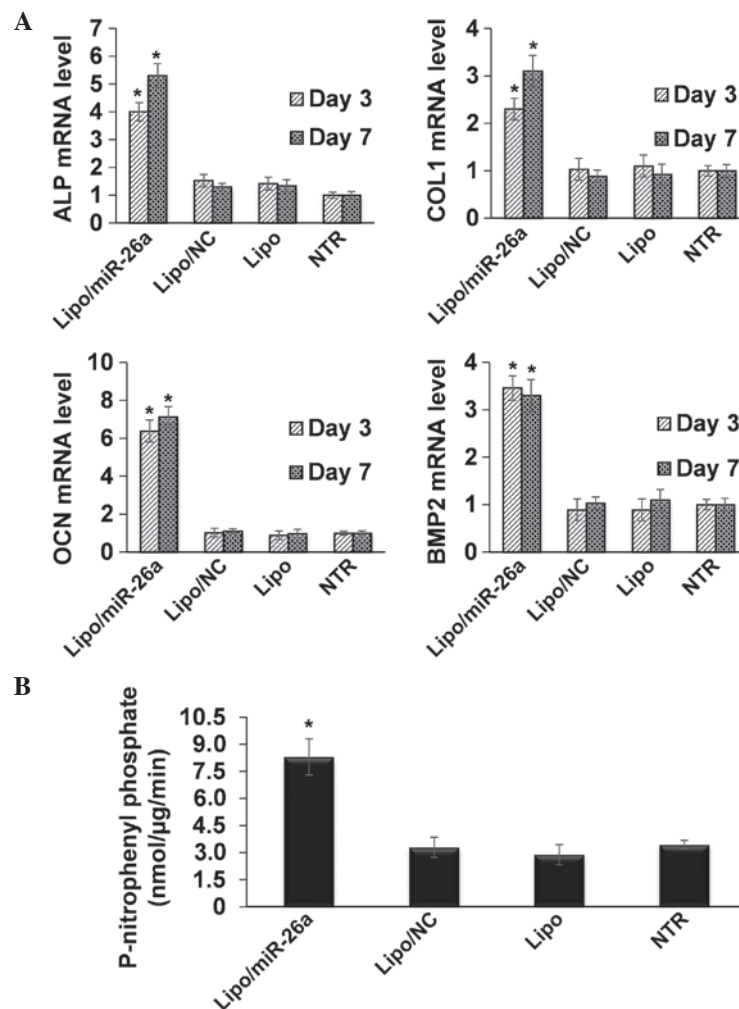 A
ALP mRNA level
7
6
5
4
3
2
1
0
* *
Day 3
Day 7
Lipo/miR-26a
Lipo/NC
Lipo
NTR
COL1 mRNA level
4
3
2
1
0
* *
Day 3
Day 7
Lipo/miR-26a
Lipo/NC
Lipo
NTR
OCN mRNA level
10
8
6
4
2
0
* *
Day 3
Day 7
Lipo/miR-26a
Lipo/NC
Lipo
NTR
BMP2 mRNA level
4
3
2
1
0
* *
Day 3
Day 7
Lipo/miR-26a
Lipo/NC
Lipo
NTR
B
P-nitrophenyl phosphate
(nmol/µg/min)
10.5
9.0
7.5
6.0
4.5
3.0
1.5
0
*
Lipo/miR-26a
Lipo/NC
Lipo
NTR